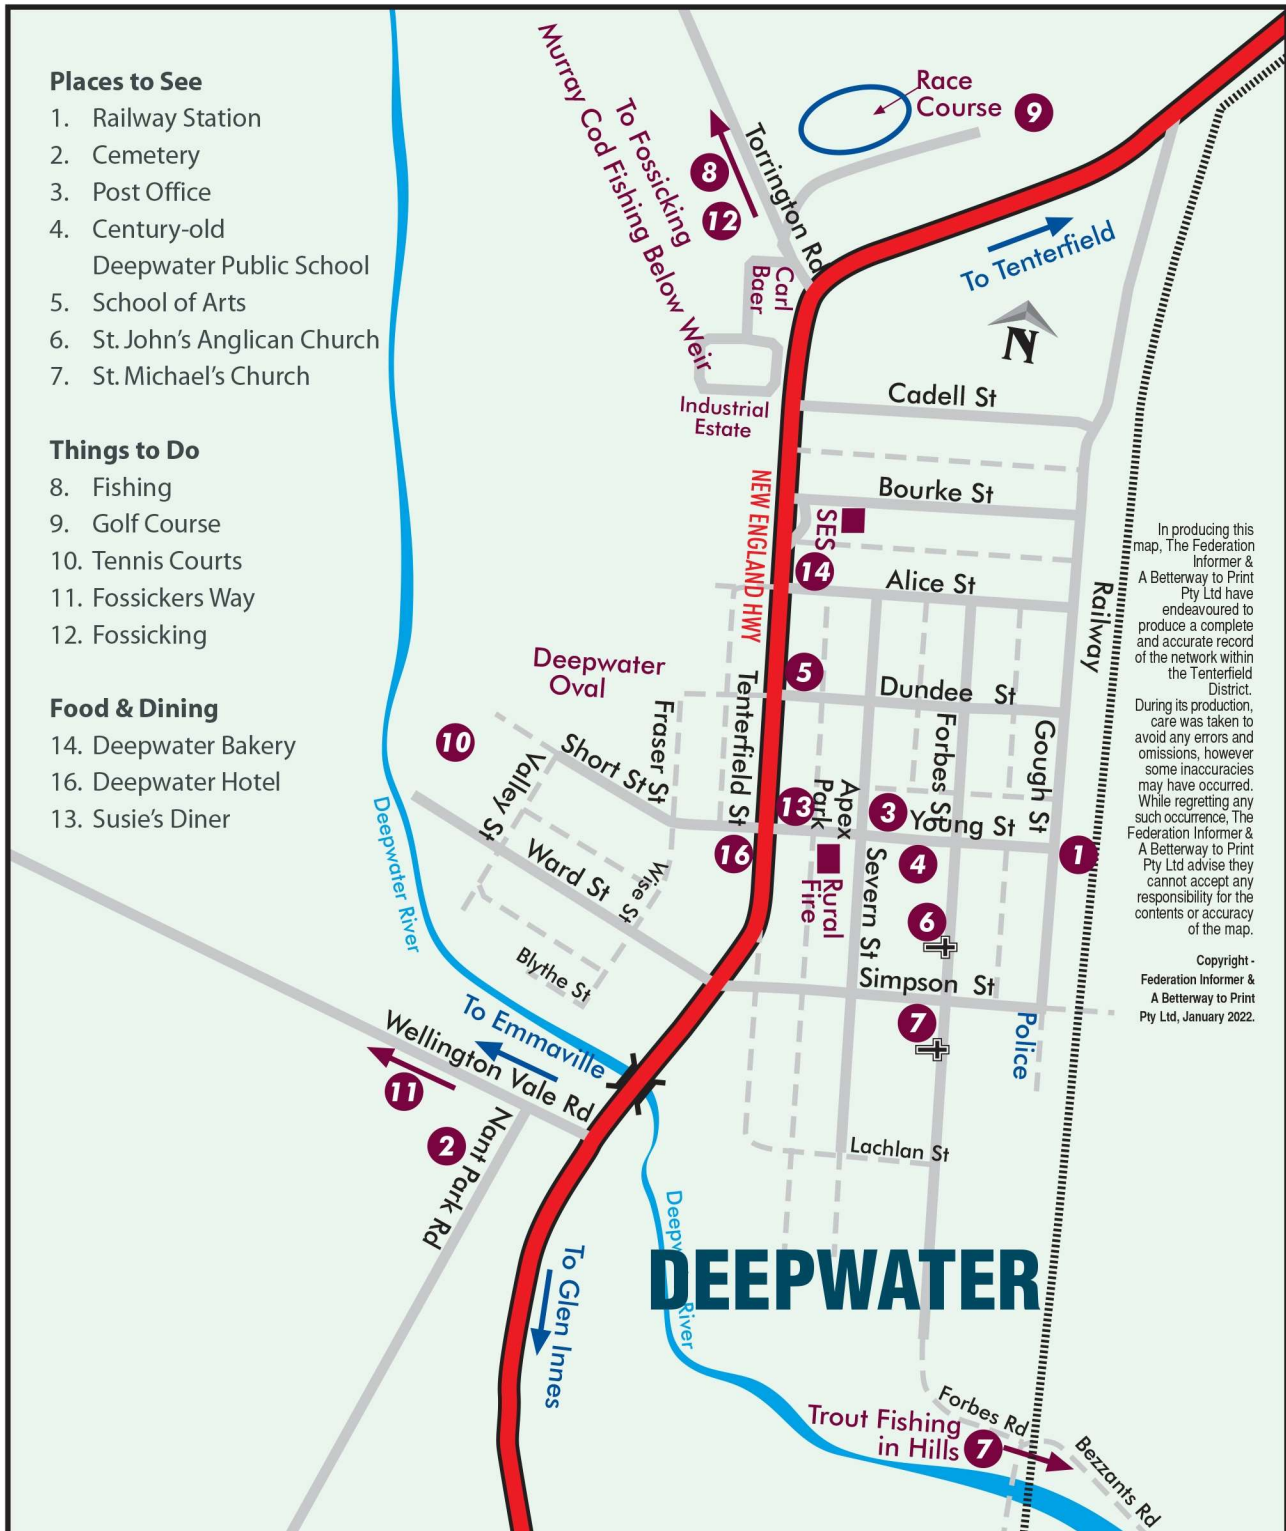 Places to See
1. Railway Station
2. Cemetery
3. Post Office
4. Century-old
Deepwater Public School
5. School of Arts
6. St. John's Anglican Church
7. St. Michael's Church
Things to Do
8. Fishing
9. Golf Course
10. Tennis Courts
11. Fossickers Way
12. Fossicking
Food & Dining
14. Deepwater Bakery
16. Deepwater Hotel
13. Susie's Diner
To Fossicking
Murray Cod Fishing Below Weir
8
12
Torrington Rd
Race
Course
9
To Tenterfield
N
Carl
Baer
Industrial
Estate
Cadell St
NEW ENGLAND HWY
Bourke St
SES
14
Alice St
Railway
Deepwater
Oval
5
Dundee St
Tenterfield St
Fraser St
Forbes St
Gough St
10
Short St
Valley St
13
Apex
Park
3
Young St
16
4
1
Ward St
Wise St
Rural
Fire
Severn St
6
Deepwater River
Blythe St
Simpson St
7
Police
To Emmaville
Wellington Vale Rd
11
2
Nant Park Rd
Lachlan St
To Glen Innes
Deepwater River
DEEPWATER
Trout Fishing
in Hills
7
Forbes Rd
Bezzants Rd
In producing this
map, The Federation
Informer &
A Betterway to Print
Pty Ltd have
endeavoured to
produce a complete
and accurate record
of the network within
the Tenterfield
District.
During its production,
care was taken to
avoid any errors and
omissions, however
some inaccuracies
may have occurred.
While regretting any
such occurrence, The
Federation Informer &
A Betterway to Print
Pty Ltd advise they
cannot accept any
responsibility for the
contents or accuracy
of the map.
Copyright -
Federation Informer &
A Betterway to Print
Pty Ltd, January 2022.